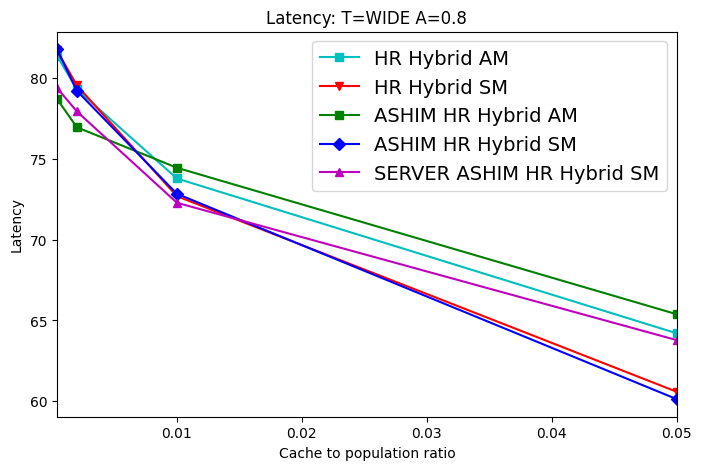 Latency: T=WIDE A=0.8
HR Hybrid AM
HR Hybrid SM
ASHIM HR Hybrid AM
ASHIM HR Hybrid SM
SERVER ASHIM HR Hybrid SM
Latency
80
75
70
65
60
0.01 0.02 0.03 0.04 0.05
Cache to population ratio